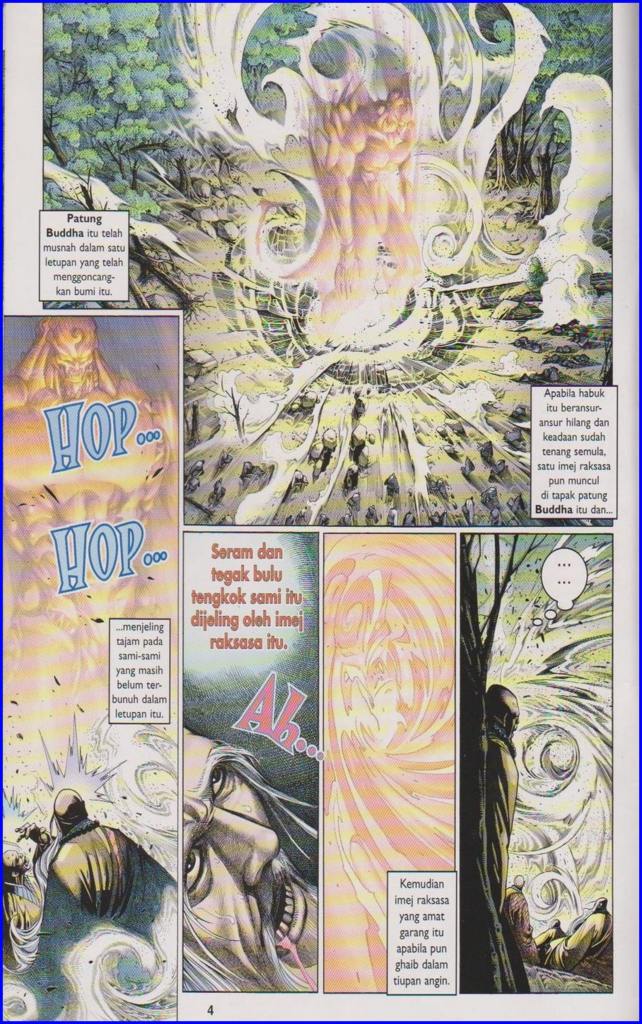 Patung
Buddha itu telah
musnah dalam satu
letupan yang telah
menggoncang-
kan bumi itu.
Apabila habuk
itu beransur-
ansur hilang dan
keadaan sudah
tenang semula,
satu imej raksasa
pun muncul
di tapak patung
Buddha itu dan...
HOP...
HOP...
...menjeling
tajam pada
sami-sami
yang masih
belum ter-
bunuh dalam
letupan itu.
Seram dan
tegak bulu
tengkok sami itu
dijeling oleh imej
raksasa itu.
Ah...
Kemudian
imej raksasa
yang amat
garang itu
apabila pun
ghaib dalam
tiupan angin.
...
...
4